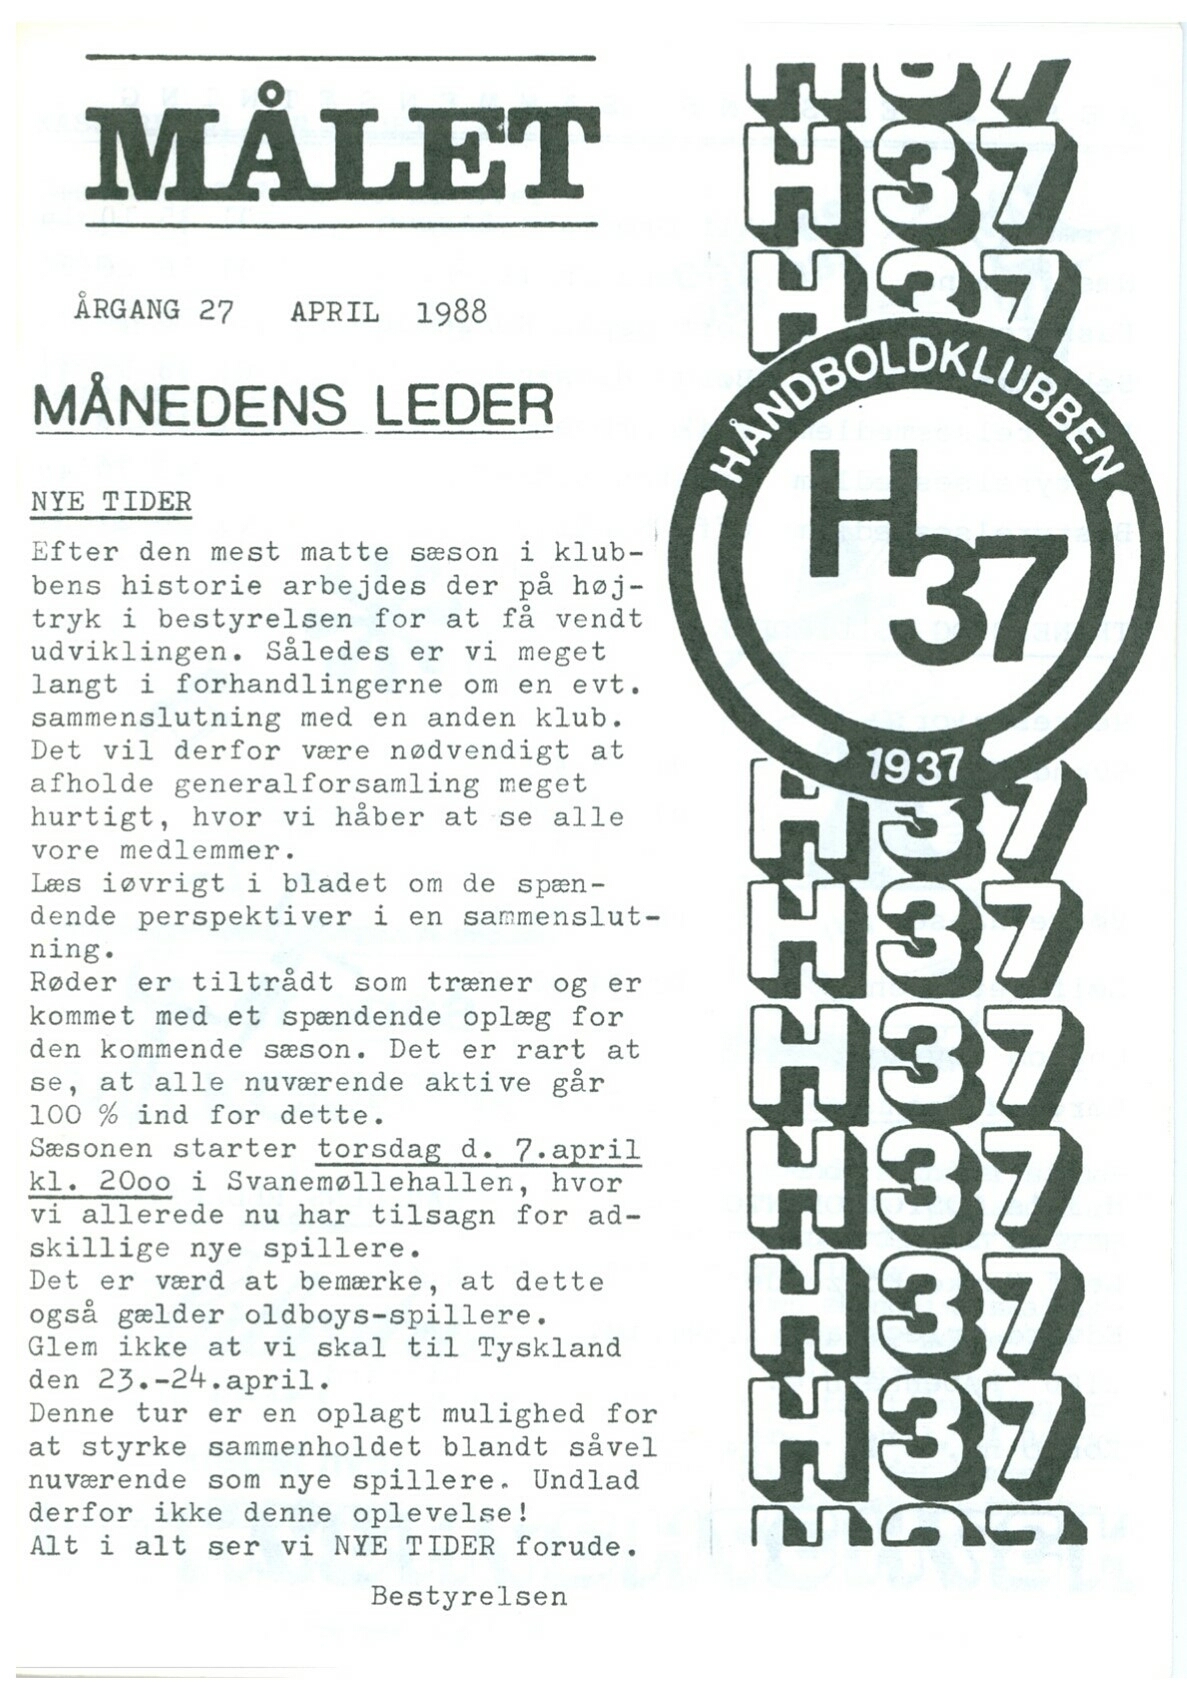 MÅLET
ÅRGANG 27 APRIL 1988
MÅNEDENS LEDER
NYE TIDER
Efter den mest matte sæson i klub-
bens historie arbejdes der på høj-
tryk i bestyrelsen for at få vendt
udviklingen. Således er vi meget
langt i forhandlingerne om en evt.
sammenslutning med en anden klub.
Det vil derfor være nødvendigt at
afholde generalforsamling meget
hurtigt, hvor vi håber at se alle
vore medlemmer.
Læs iøvrigt i bladet om de spæn-
dende perspektiver i en sammenslut-
ning.
Røder er tiltrådt som træner og er
kommet med et spændende oplæg for
den kommende sæson. Det er rart at
se, at alle nuværende aktive går
100 % ind for dette.
Sæsonen starter torsdag d. 7.april
kl. 20oo i Svanemøllehallen, hvor
vi allerede nu har tilsagn for ad-
skillige nye spillere.
Det er værd at bemærke, at dette
også gælder oldboys-spillere.
Glem ikke at vi skal til Tyskland
den 23.-24.april.
Denne tur er en oplagt mulighed for
at styrke sammenholdet blandt såvel
nuværende som nye spillere. Undlad
derfor ikke denne oplevelse!
Alt i alt ser vi NYE TIDER forude.
Bestyrelsen
H37
H37
H37
HÅNDBOLDKLUBBEN
H37
1937
H37
H37
H37
H37
H37
H37
H37